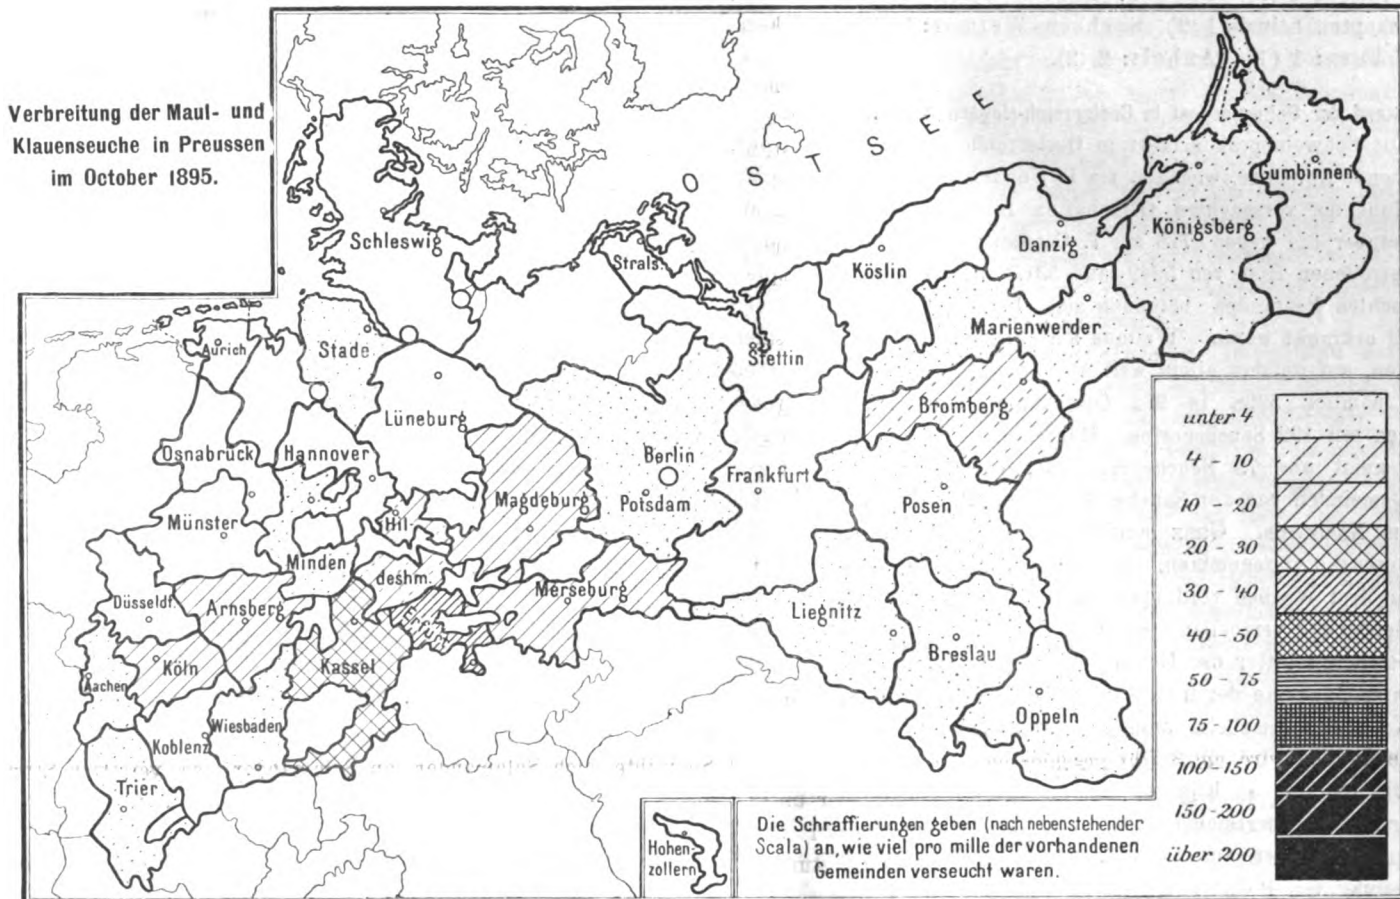 Verbreitung der Maul- und
Klauenseuche in Preussen
im October 1895.
OSTSEE
Gumbinnen
Königsberg
Danzig
Schleswig
Köslin
Strals.
Marienwerder
Stettin
Stade
Aurich
Lüneburg
Bromberg
Osnabrück
Hannover
Berlin
Frankfurt
Magdeburg
Potsdam
Posen
Münster
Hil-
Minden
deshm.
Merseburg
Düsseldf.
Arnsberg
Erfurt
Liegnitz
Köln
Kassel
Breslau
Aachen
Wiesbaden
Koblenz
Oppeln
Trier
unter 4
4 - 10
10 - 20
20 - 30
30 - 40
40 - 50
50 - 75
75 - 100
100 - 150
150 - 200
über 200
Hohen-
zollern
Die Schraffierungen geben (nach nebenstehender
Scala) an, wie viel pro mille der vorhandenen
Gemeinden verseucht waren.